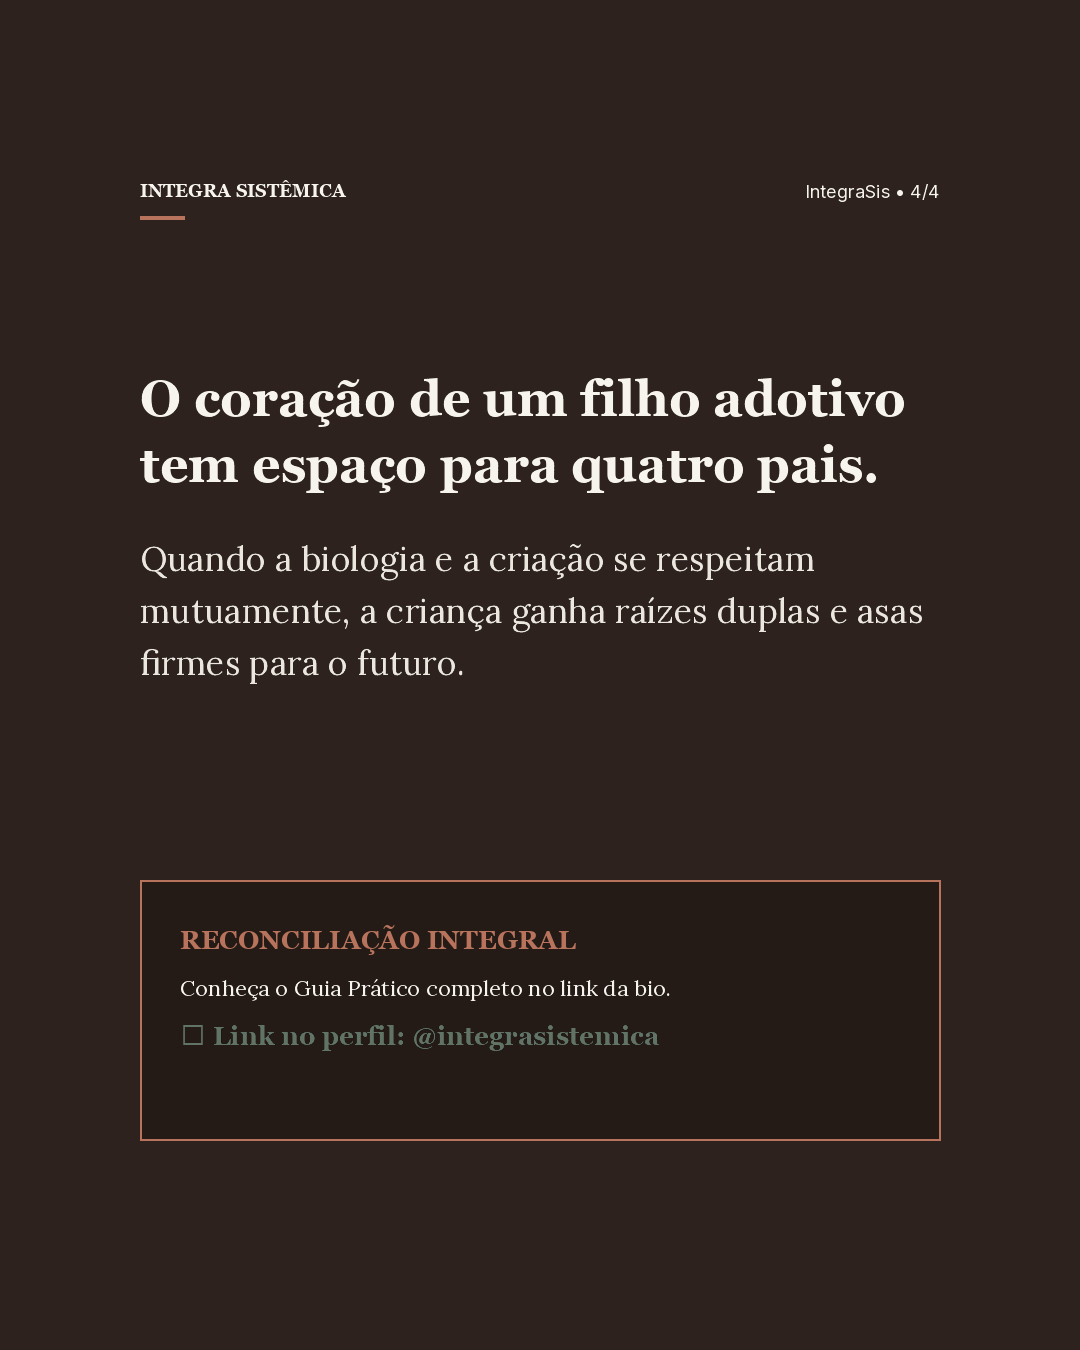 INTEGRA SISTÊMICA
IntegraSis • 4/4
O coração de um filho adotivo
tem espaço para quatro pais.
Quando a biologia e a criação se respeitam
mutuamente, a criança ganha raízes duplas e asas
firmes para o futuro.
RECONCILIAÇÃO INTEGRAL
Conheça o Guia Prático completo no link da bio.
☐ Link no perfil: @integrasistemica